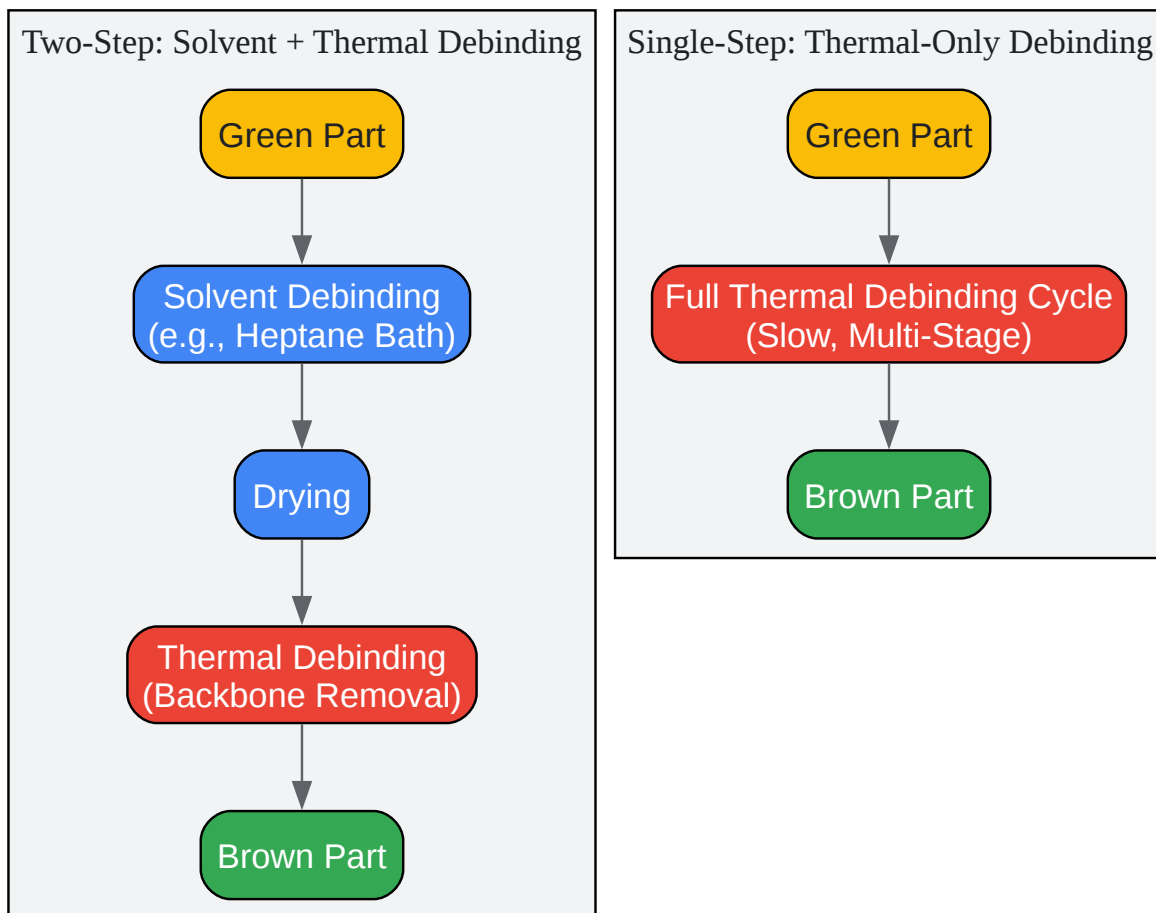 Two-Step: Solvent + Thermal Debinding
Green Part
Solvent Debinding
(e.g., Heptane Bath)
Drying
Thermal Debinding
(Backbone Removal)
Brown Part
Single-Step: Thermal-Only Debinding
Green Part
Full Thermal Debinding Cycle
(Slow, Multi-Stage)
Brown Part